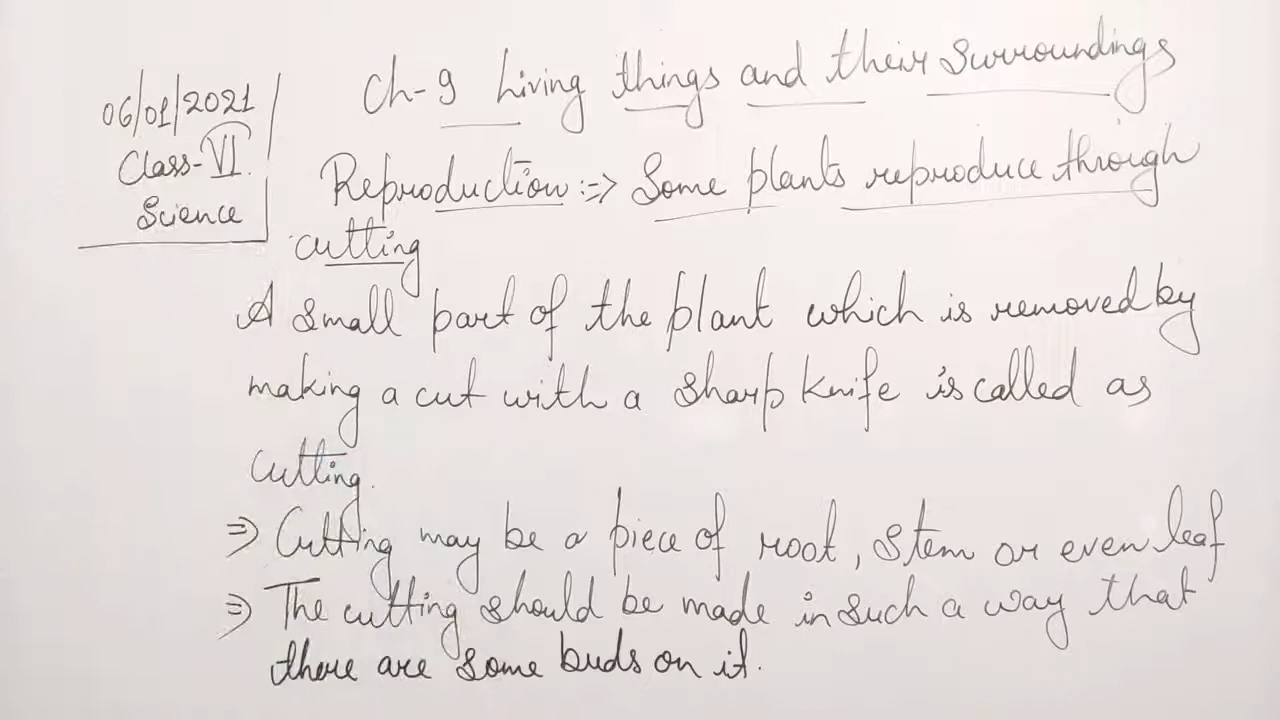 06/01/2021
Class-VI.
Science
Ch-9 Living things and their surroundings
Reproduction :=> Some plants reproduce through
cutting
A small part of the plant which is removed by
making a cut with a sharp knife is called as
cutting.
⇒ Cutting may be a piece of root, stem or even leaf
⇒ The cutting should be made in such a way that
there are some buds on it.